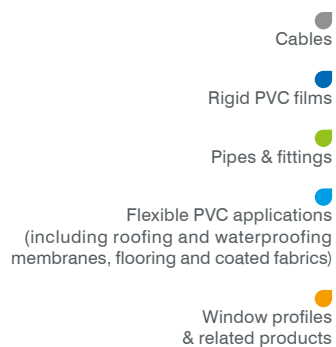 Cables
Rigid PVC films
Pipes & fittings
Flexible PVC applications
(including roofing and waterproofing
membranes, flooring and coated fabrics)
Window profiles
& related products